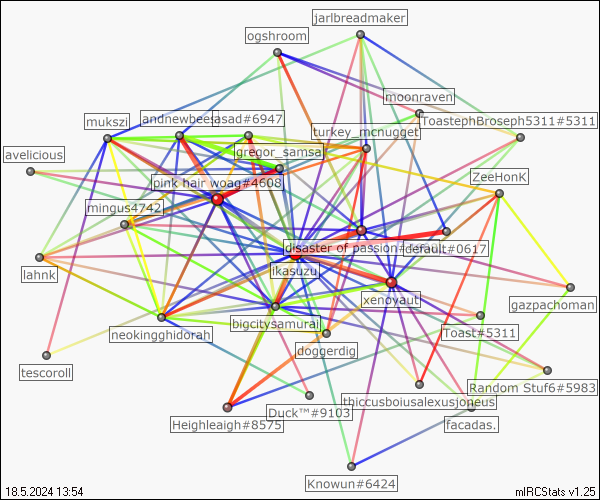 jarlbreadmaker
ogshroom
moonraven
ToastephBroseph5311#5311
mukszi
andnewbees
asad#6947
turkey_mcnugget
gregor_samsa
avelicious
ZeeHonK
pink hair woag#4608
mingus4742
disaster of passion#
default#0617
ikasuzu
lahnk
xenoyaut
gazpachoman
bigcitysamurai
neokingghidorah
Toast#5311
doggerdig
tescoroll
Random Stuf6#5983
thiccusboiusalexusjoneus
Duck™#9103
Heighleaigh#8575
facadas.
Knowun#6424
18.5.2024 13:54
mIRCStats v1.25